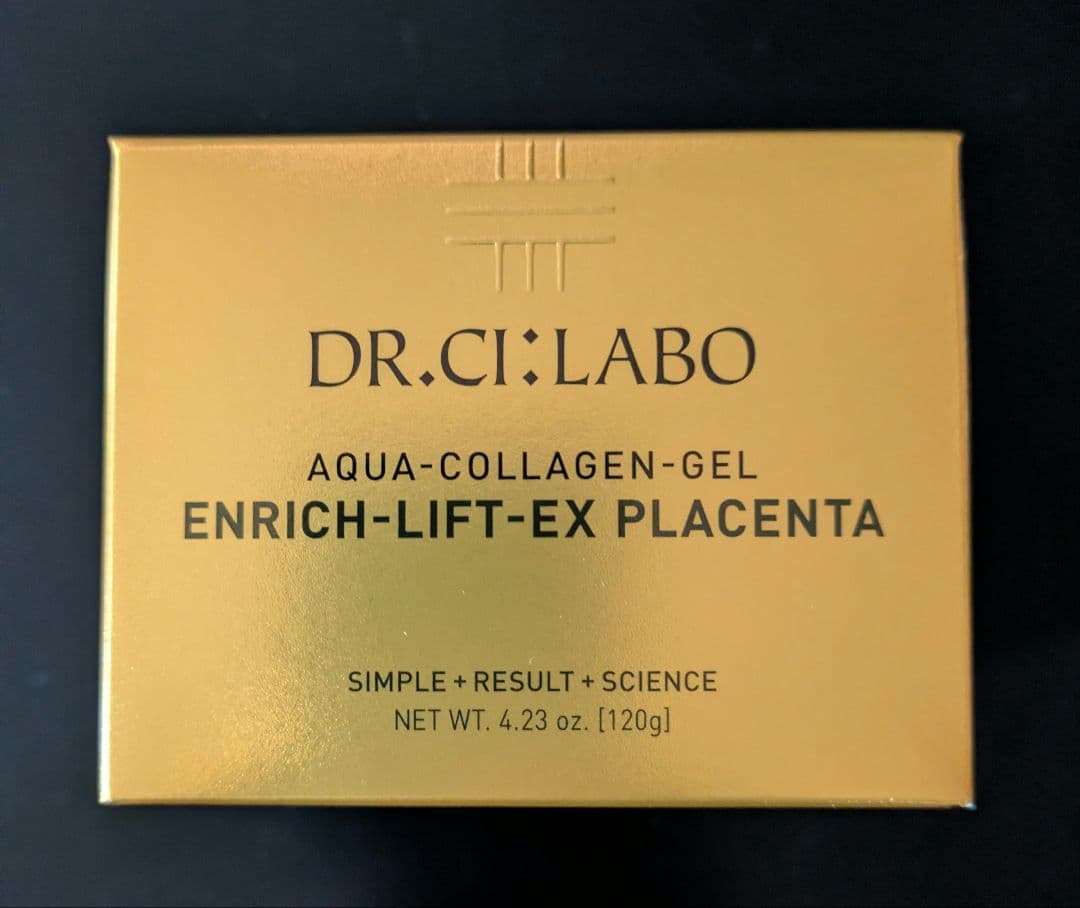 DR.CI:LABO
AQUA-COLLAGEN-GEL
ENRICH-LIFT-EX PLACENTA
SIMPLE + RESULT + SCIENCE
NET WT. 4.23 oz. [120g]